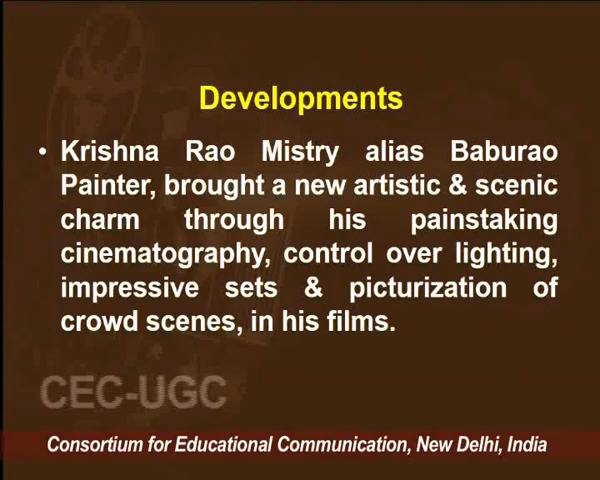 Developments
• Krishna Rao Mistry alias Baburao
Painter, brought a new artistic & scenic
charm through his painstaking
cinematography, control over lighting,
impressive sets & picturization of
crowd scenes, in his films.
CEC-UGC
Consortium for Educational Communication, New Delhi, India